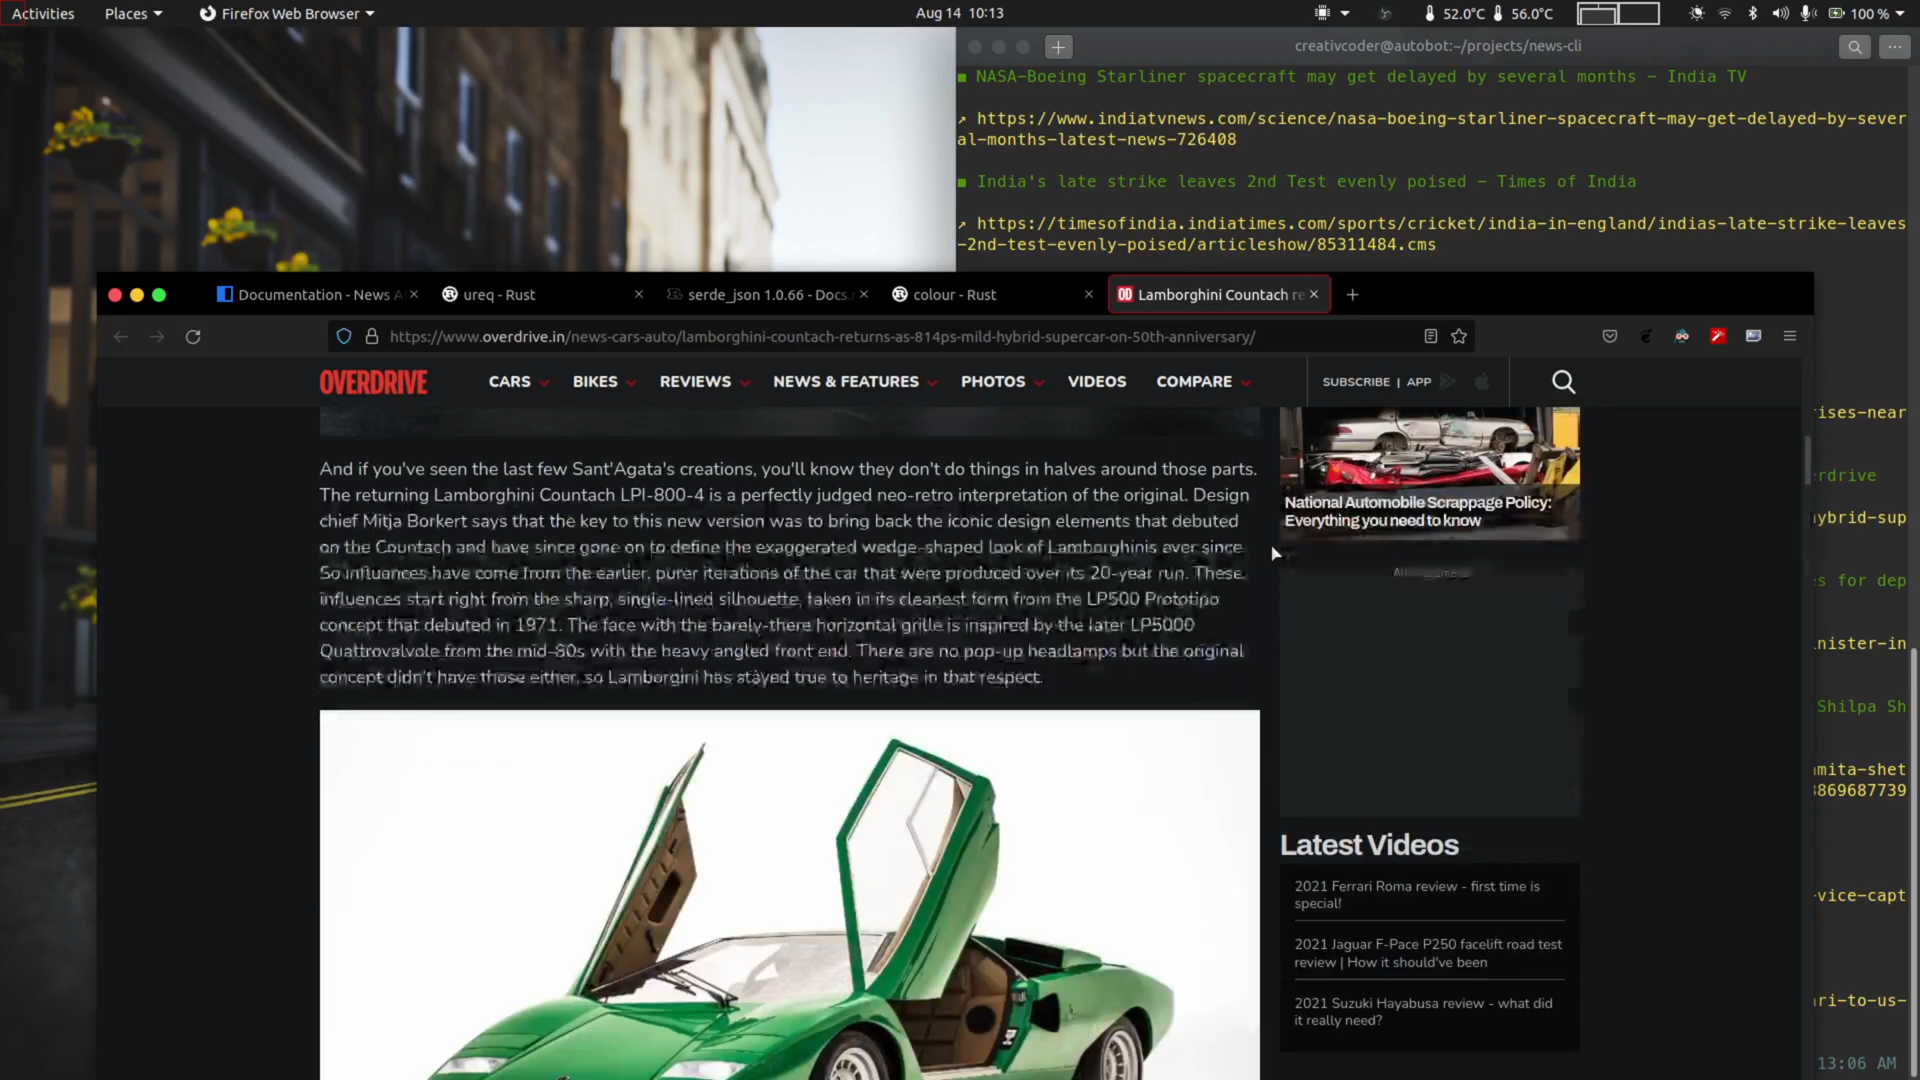 Activities Places Firefox Web Browser Aug 14 10:13 52.0°C 56.0°C 100 %
creativcoder@autobot:~/projects/news-cli
NASA-Boeing Starliner spacecraft may get delayed by several months - India TV
https://www.indiatvnews.com/science/nasa-boeing-starliner-spacecraft-may-get-delayed-by-sever
al-months-latest-news-726408
India's late strike leaves 2nd Test evenly poised - Times of India
https://timesofindia.indiatimes.com/sports/cricket/india-in-england/indias-late-strike-leaves
-2nd-test-evenly-poised/articleshow/85311484.cms
Documentation - News A ureq - Rust serde_json 1.0.66 - Docs. colour - Rust Lamborghini Countach re
https://www.overdrive.in/news-cars-auto/lamborghini-countach-returns-as-814ps-mild-hybrid-supercar-on-50th-anniversary/
OVERDRIVE CARS BIKES REVIEWS NEWS & FEATURES PHOTOS VIDEOS COMPARE SUBSCRIBE | APP
And if you've seen the last few Sant'Agata's creations, you'll know they don't do things in halves around those parts.
The returning Lamborghini Countach LPI-800-4 is a perfectly judged neo-retro interpretation of the original. Design
chief Mitja Borkert says that the key to this new version was to bring back the iconic design elements that debuted
on the Countach and have since gone on to define the exaggerated wedge-shaped look of Lamborghinis ever since
So influences have come from the earlier, purer iterations of the car that were produced over its 20-year run. These
influences start right from the sharp, single-lined silhouette, taken in its cleanest form from the LP500 Prototipo
concept that debuted in 1971. The face with the barely-there horizontal grille is inspired by the later LP5000
Quattrovalvole from the mid-80s with the heavy angled front end. There are no pop-up headlamps but the original
concept didn't have those either, so Lamborgini has stayed true to heritage in that respect.
National Automobile Scrappage Policy:
Everything you need to know
Latest Videos
2021 Ferrari Roma review - first time is
special!
2021 Jaguar F-Pace P250 facelift road test
review | How it should've been
2021 Suzuki Hayabusa review - what did
it really need?
ises-near
erdrive
ybrid-sup
es for dep
nister-in
Shilpa Sh
mita-shet
8869687739
vice-capt
ari-to-us-
13:06 AM